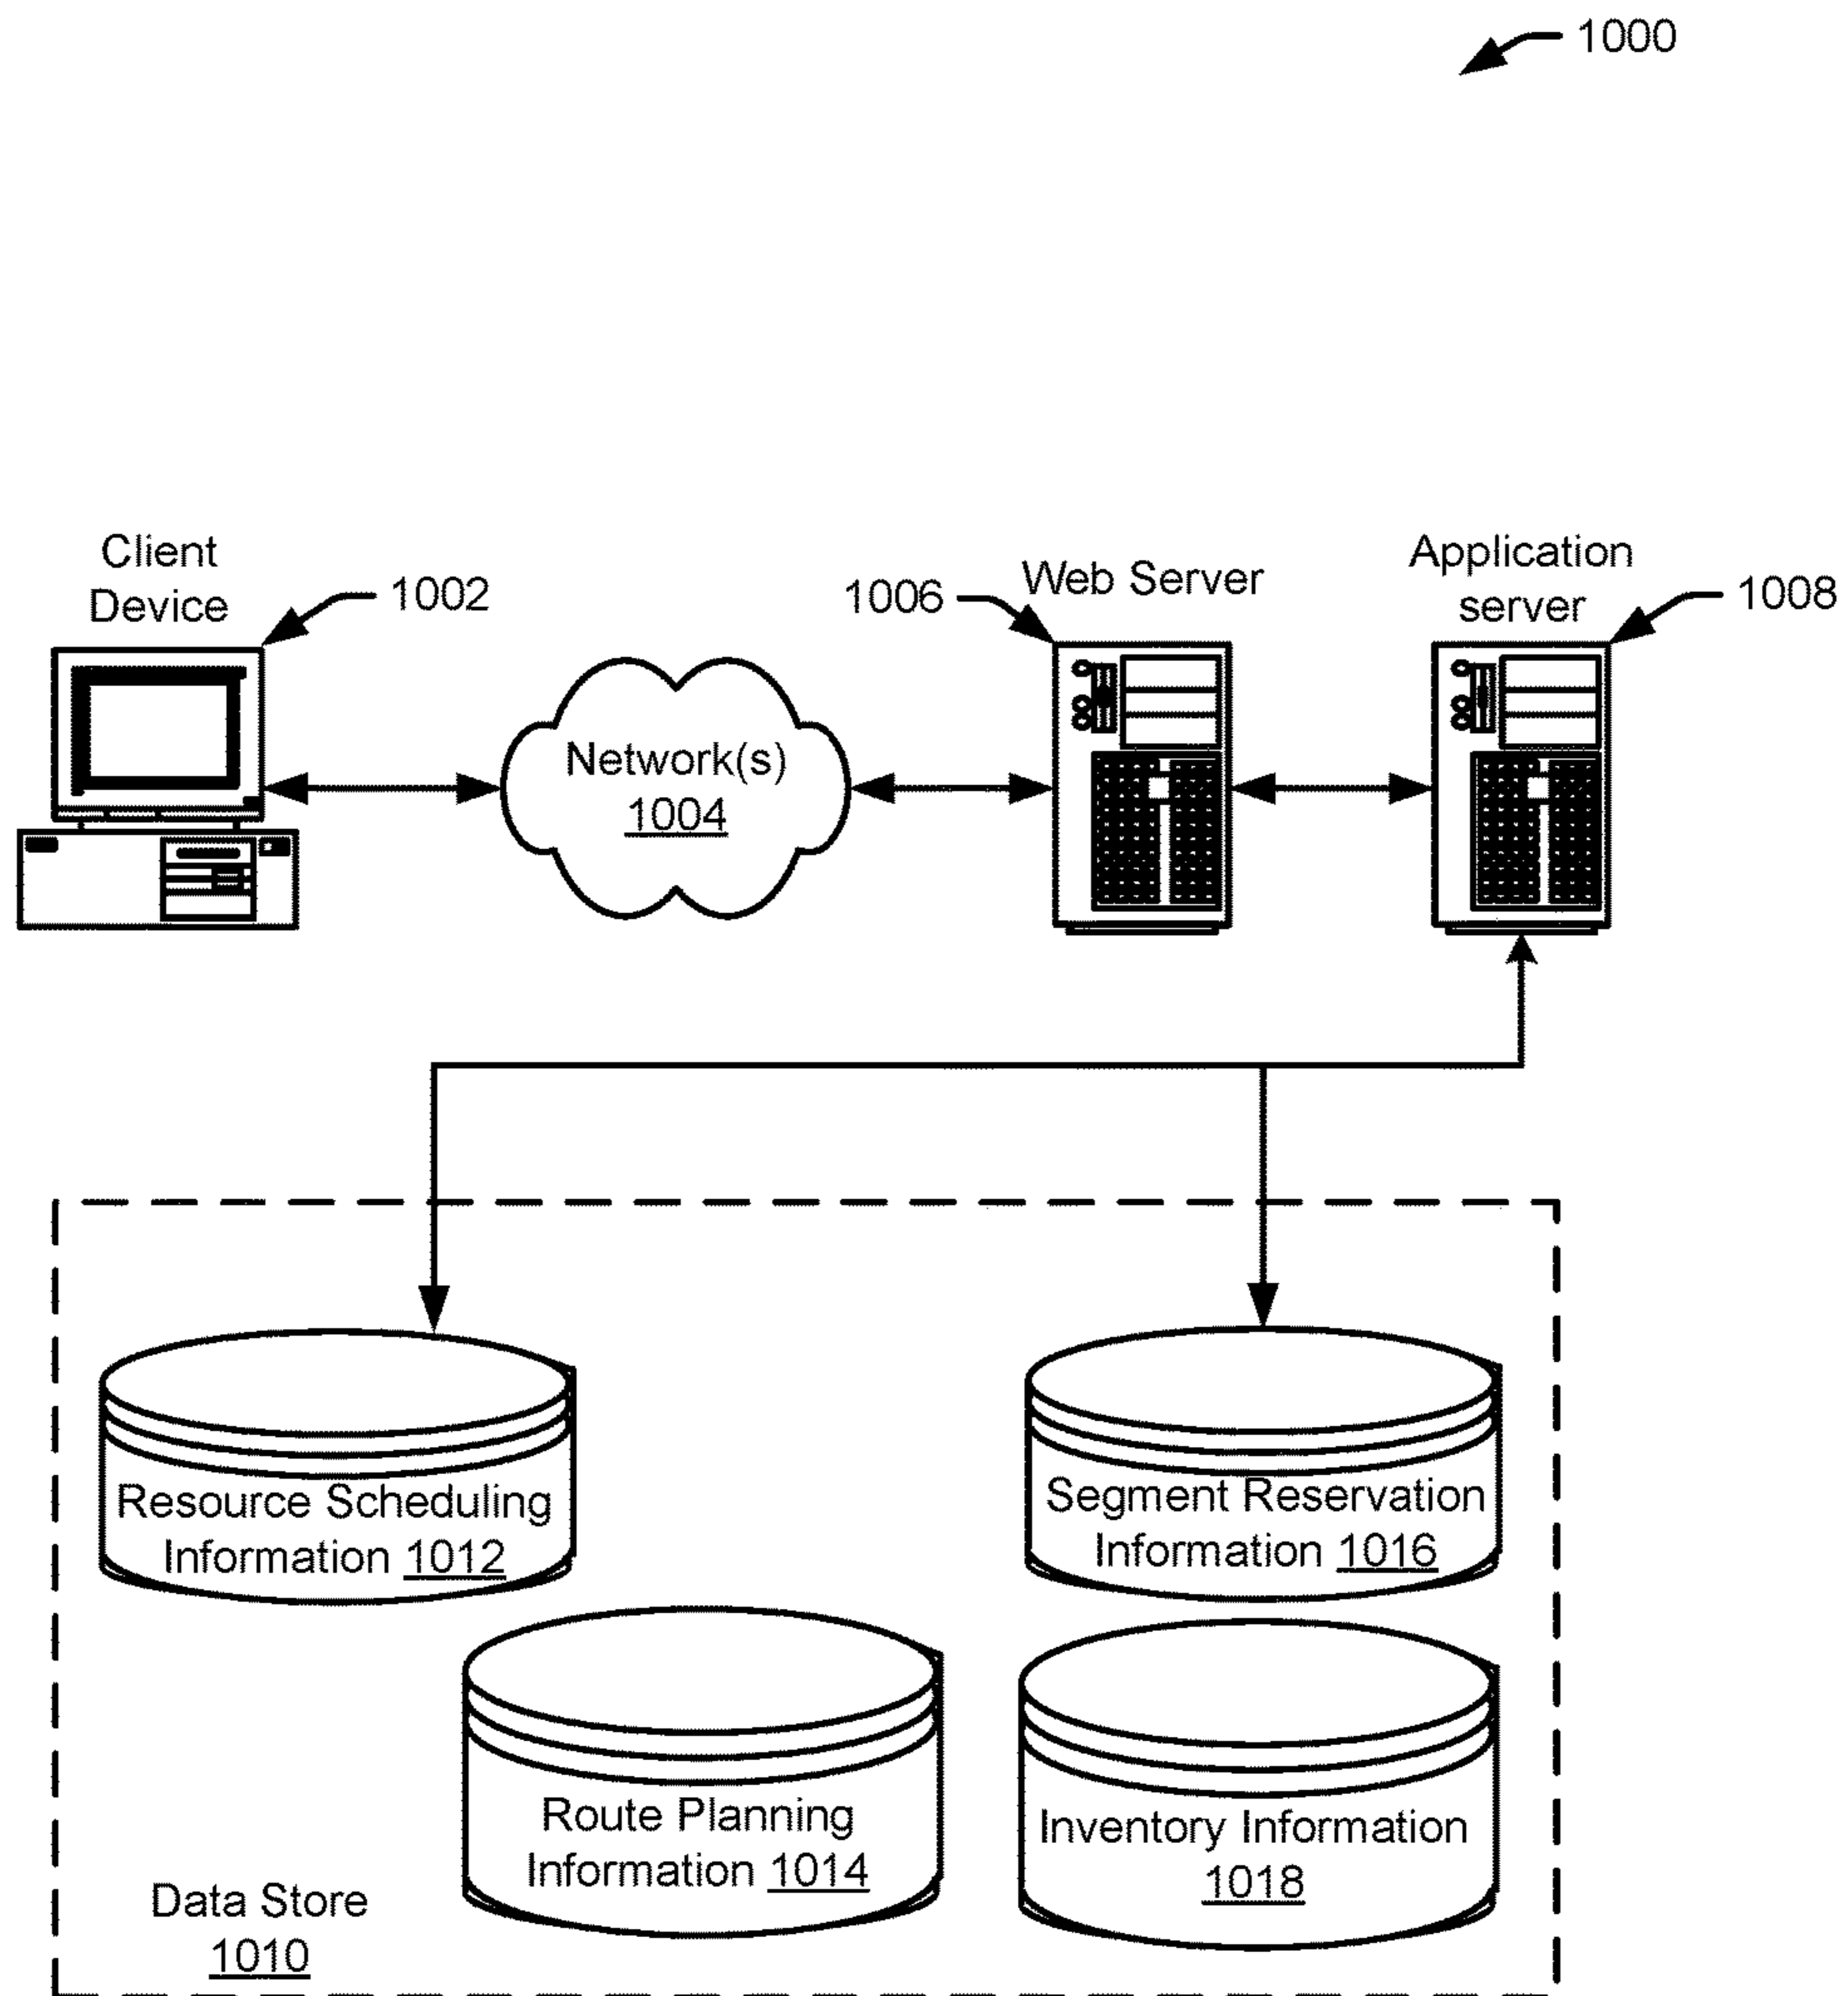 1000
Client
Device
1002
1006
Web Server
Application
server
1008
Network(s)
1004
Resource Scheduling
Information 1012
Segment Reservation
Information 1016
Route Planning
Information 1014
Inventory Information
1018
Data Store
1010